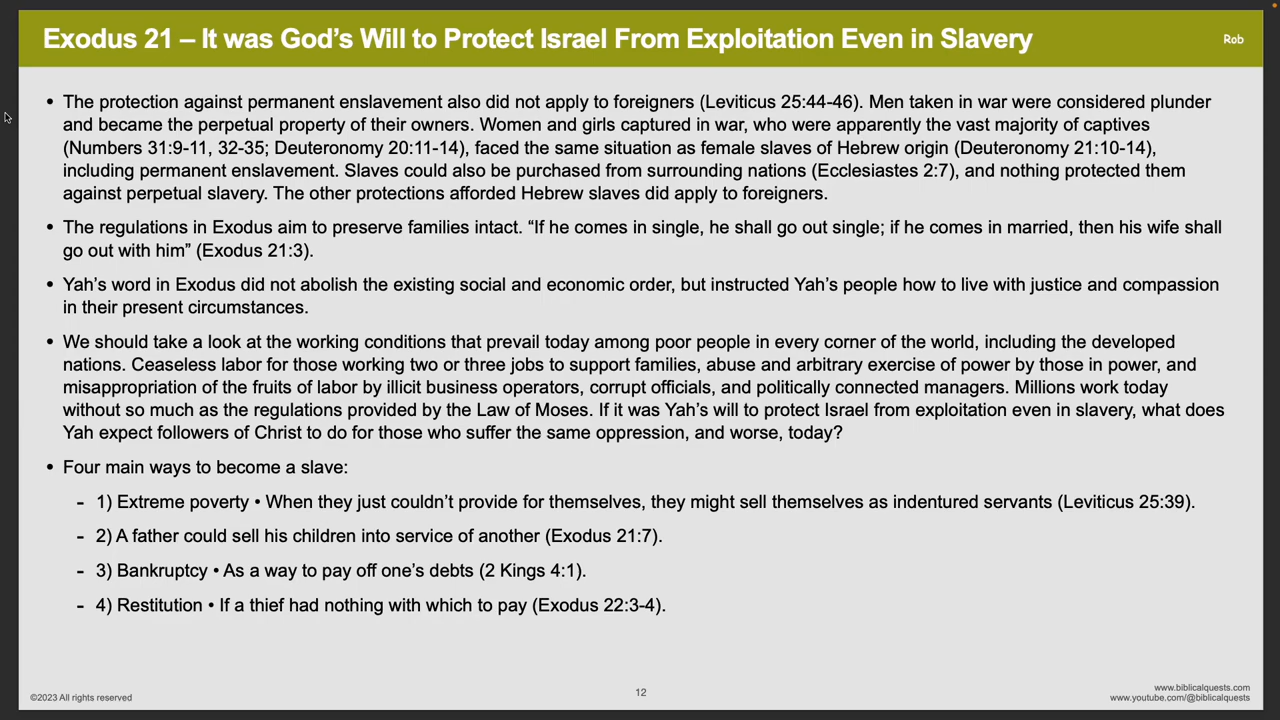 Exodus 21 – It was God's Will to Protect Israel From Exploitation Even in Slavery
Rob
• The protection against permanent enslavement also did not apply to foreigners (Leviticus 25:44-46). Men taken in war were considered plunder
and became the perpetual property of their owners. Women and girls captured in war, who were apparently the vast majority of captives
(Numbers 31:9-11, 32-35; Deuteronomy 20:11-14), faced the same situation as female slaves of Hebrew origin (Deuteronomy 21:10-14),
including permanent enslavement. Slaves could also be purchased from surrounding nations (Ecclesiastes 2:7), and nothing protected them
against perpetual slavery. The other protections afforded Hebrew slaves did apply to foreigners.
• The regulations in Exodus aim to preserve families intact. “If he comes in single, he shall go out single; if he comes in married, then his wife shall
go out with him” (Exodus 21:3).
• Yah’s word in Exodus did not abolish the existing social and economic order, but instructed Yah’s people how to live with justice and compassion
in their present circumstances.
• We should take a look at the working conditions that prevail today among poor people in every corner of the world, including the developed
nations. Ceaseless labor for those working two or three jobs to support families, abuse and arbitrary exercise of power by those in power, and
misappropriation of the fruits of labor by illicit business operators, corrupt officials, and politically connected managers. Millions work today
without so much as the regulations provided by the Law of Moses. If it was Yah’s will to protect Israel from exploitation even in slavery, what does
Yah expect followers of Christ to do for those who suffer the same oppression, and worse, today?
• Four main ways to become a slave:
- 1) Extreme poverty • When they just couldn’t provide for themselves, they might sell themselves as indentured servants (Leviticus 25:39).
- 2) A father could sell his children into service of another (Exodus 21:7).
- 3) Bankruptcy • As a way to pay off one’s debts (2 Kings 4:1).
- 4) Restitution • If a thief had nothing with which to pay (Exodus 22:3-4).
©2023 All rights reserved
12
www.biblicalquests.com
www.youtube.com/@biblicalquests